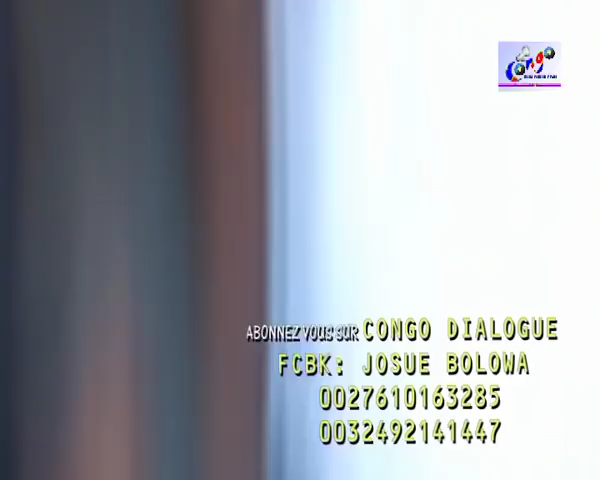 ABONNEZ VOUS SUR CONGO DIALOGUE
FCBK: JOSUE BOLOWA
0027610163285
0032492141447